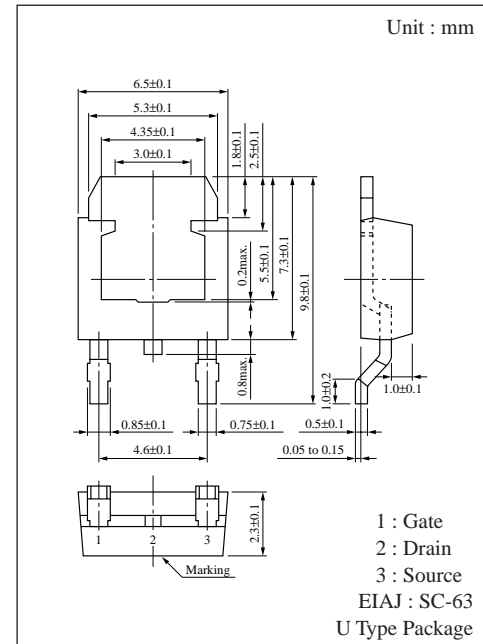 Unit : mm
6.5±0.1
5.3±0.1
4.35±0.1
3.0±0.1
1.8±0.1
2.5±0.1
0.2max.
5.5±0.1
7.3±0.1
9.8±0.1
0.8max.
1.0±0.2
1.0±0.1
0.85±0.1
0.75±0.1
0.5±0.1
4.6±0.1
0.05 to 0.15
1
2
3
2.3±0.1
Marking
1 : Gate
2 : Drain
3 : Source
EIAJ : SC-63
U Type Package